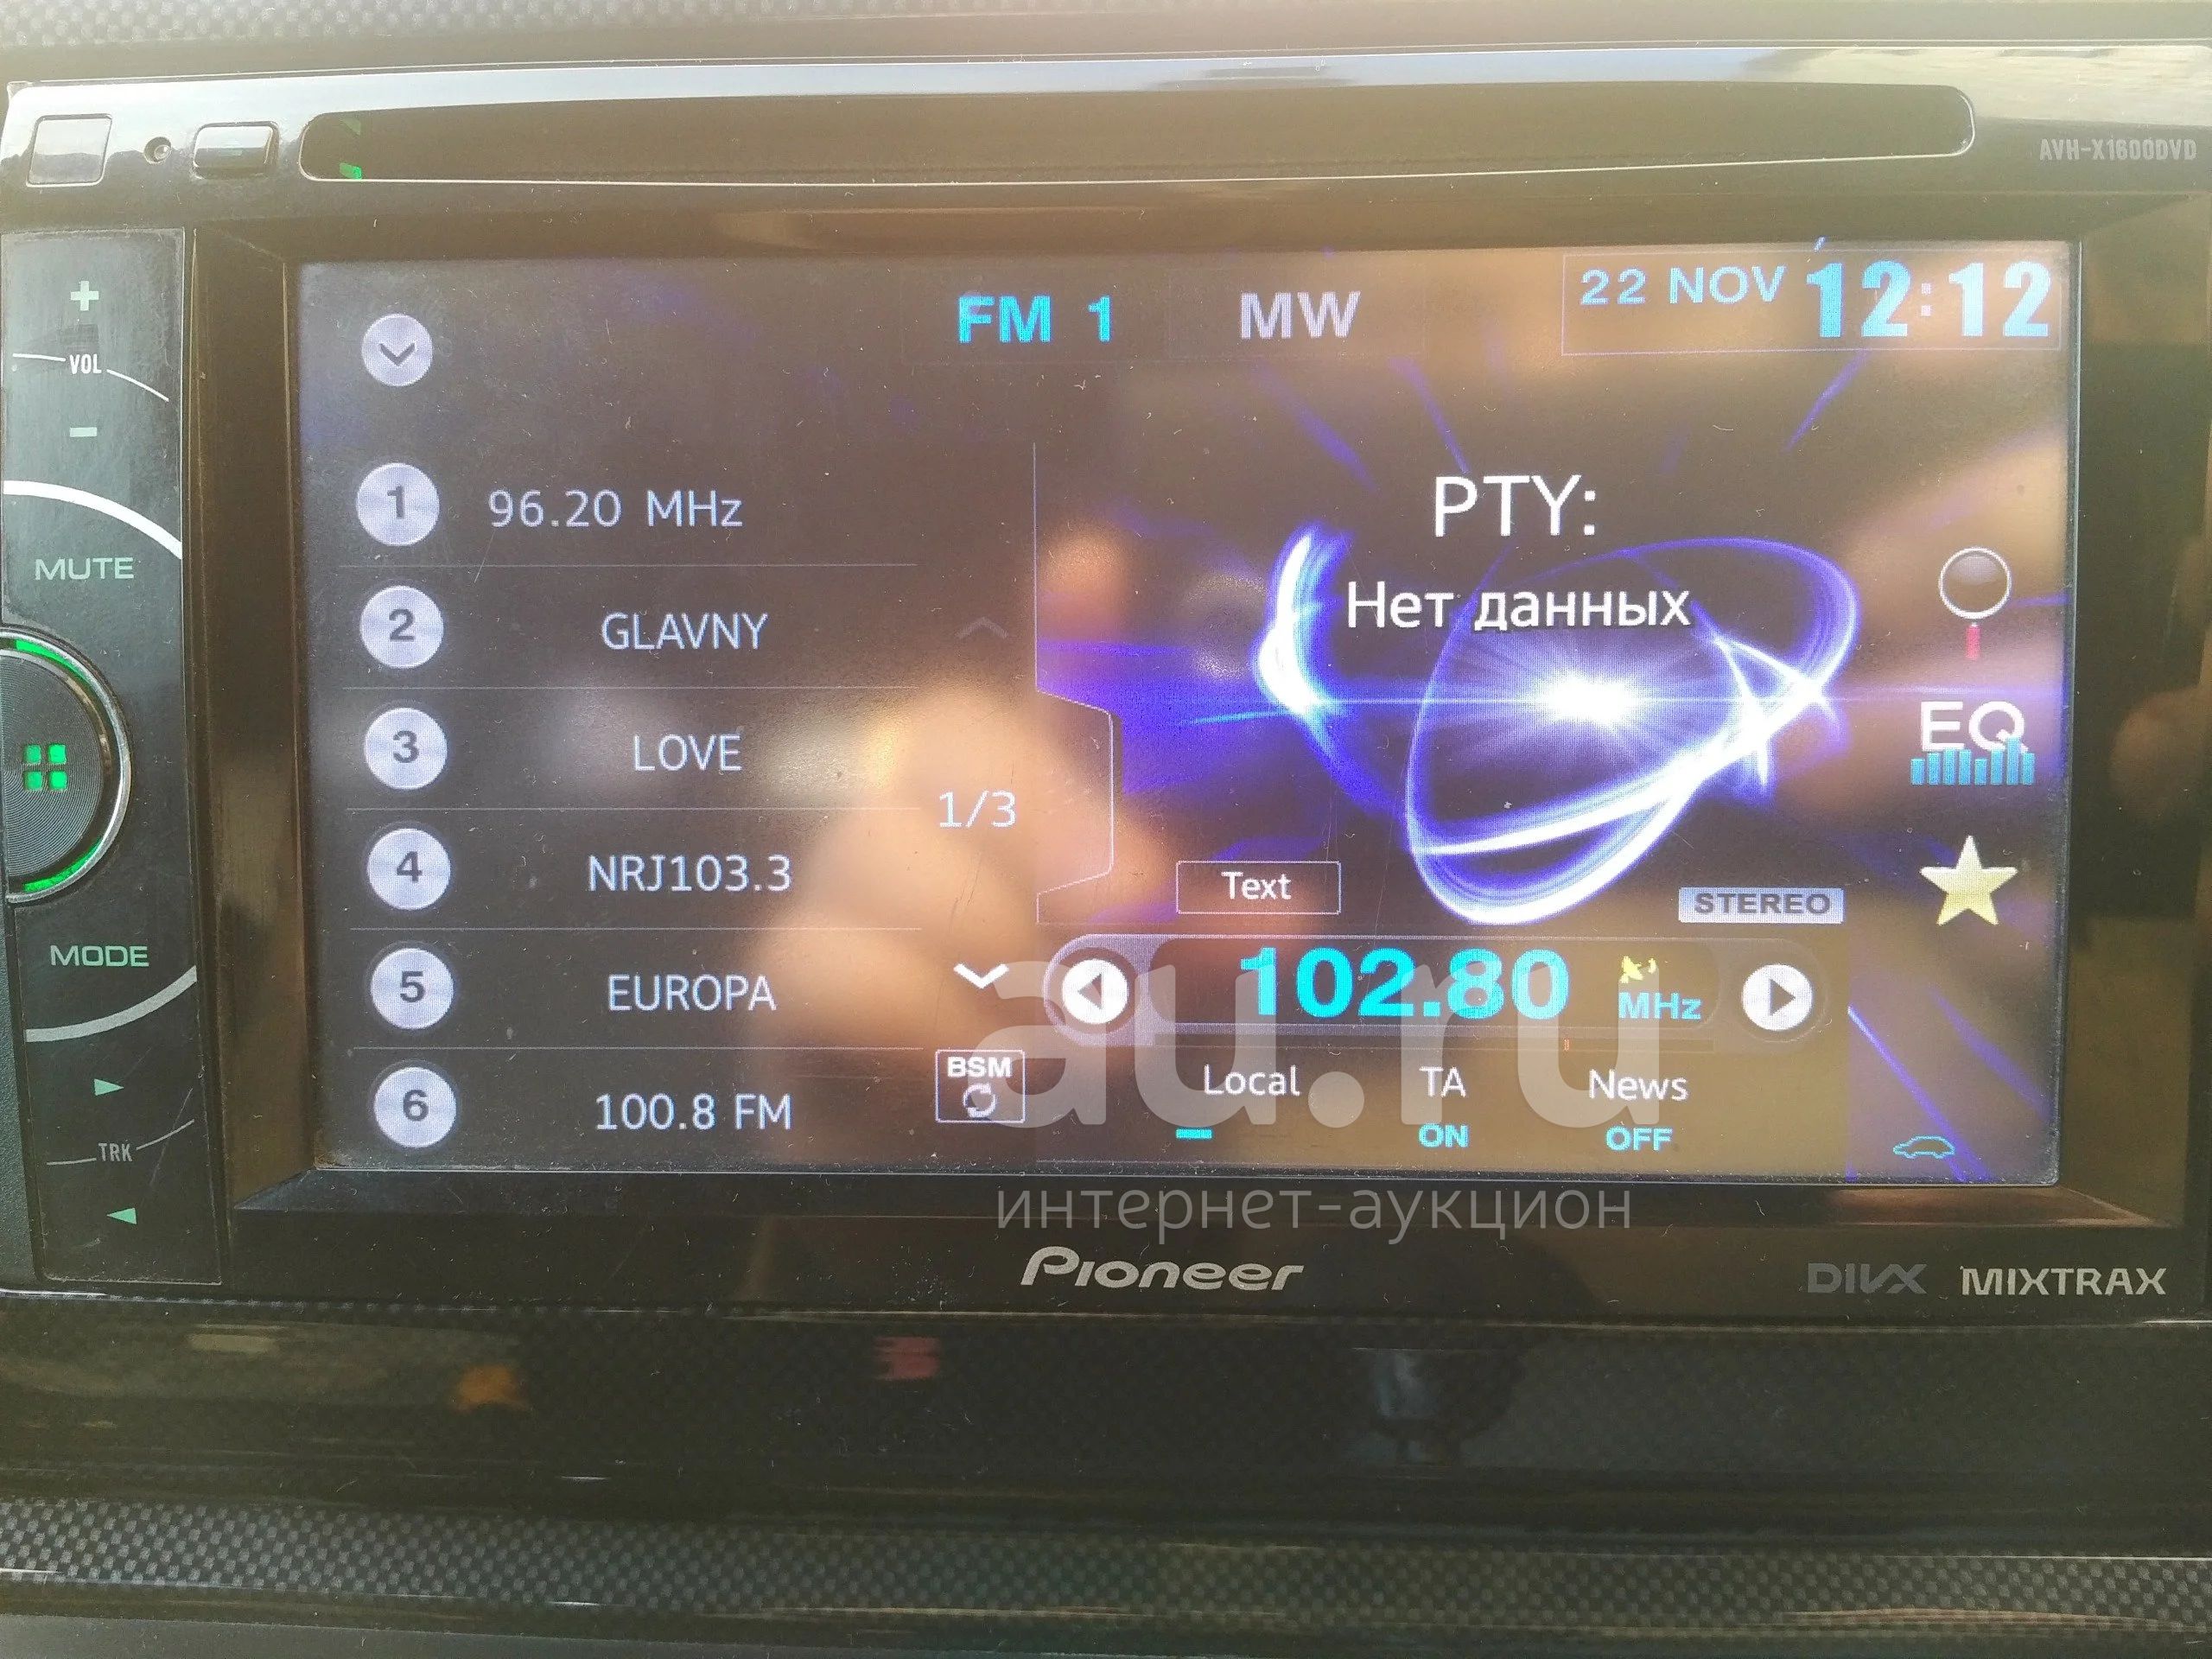 AVH-X1600DVD
FM 1 MW 22 NOV 12:12
+
VOL
−
MUTE
MODE
TRK
1 96.20 MHz
2 GLAVNY
3 LOVE
4 NRJ103.3
5 EUROPA
6 100.8 FM
1/3
BSM
PTY:
Нет данных
EQ
Text
STEREO
102.80 MHz
Local TA News
ON OFF
au.ru
интернет-аукцион
Pioneer
DIVX MIXTRAX